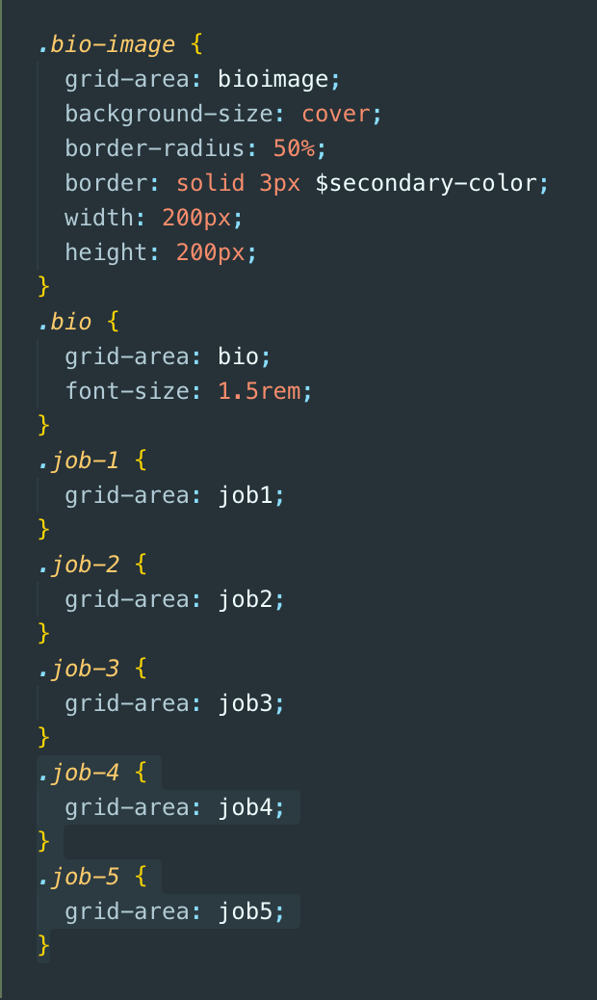 .bio-image {
  grid-area: bioimage;
  background-size: cover;
  border-radius: 50%;
  border: solid 3px $secondary-color;
  width: 200px;
  height: 200px;
}
.bio {
  grid-area: bio;
  font-size: 1.5rem;
}
.job-1 {
  grid-area: job1;
}
.job-2 {
  grid-area: job2;
}
.job-3 {
  grid-area: job3;
}
.job-4 {
  grid-area: job4;
}
.job-5 {
  grid-area: job5;
}